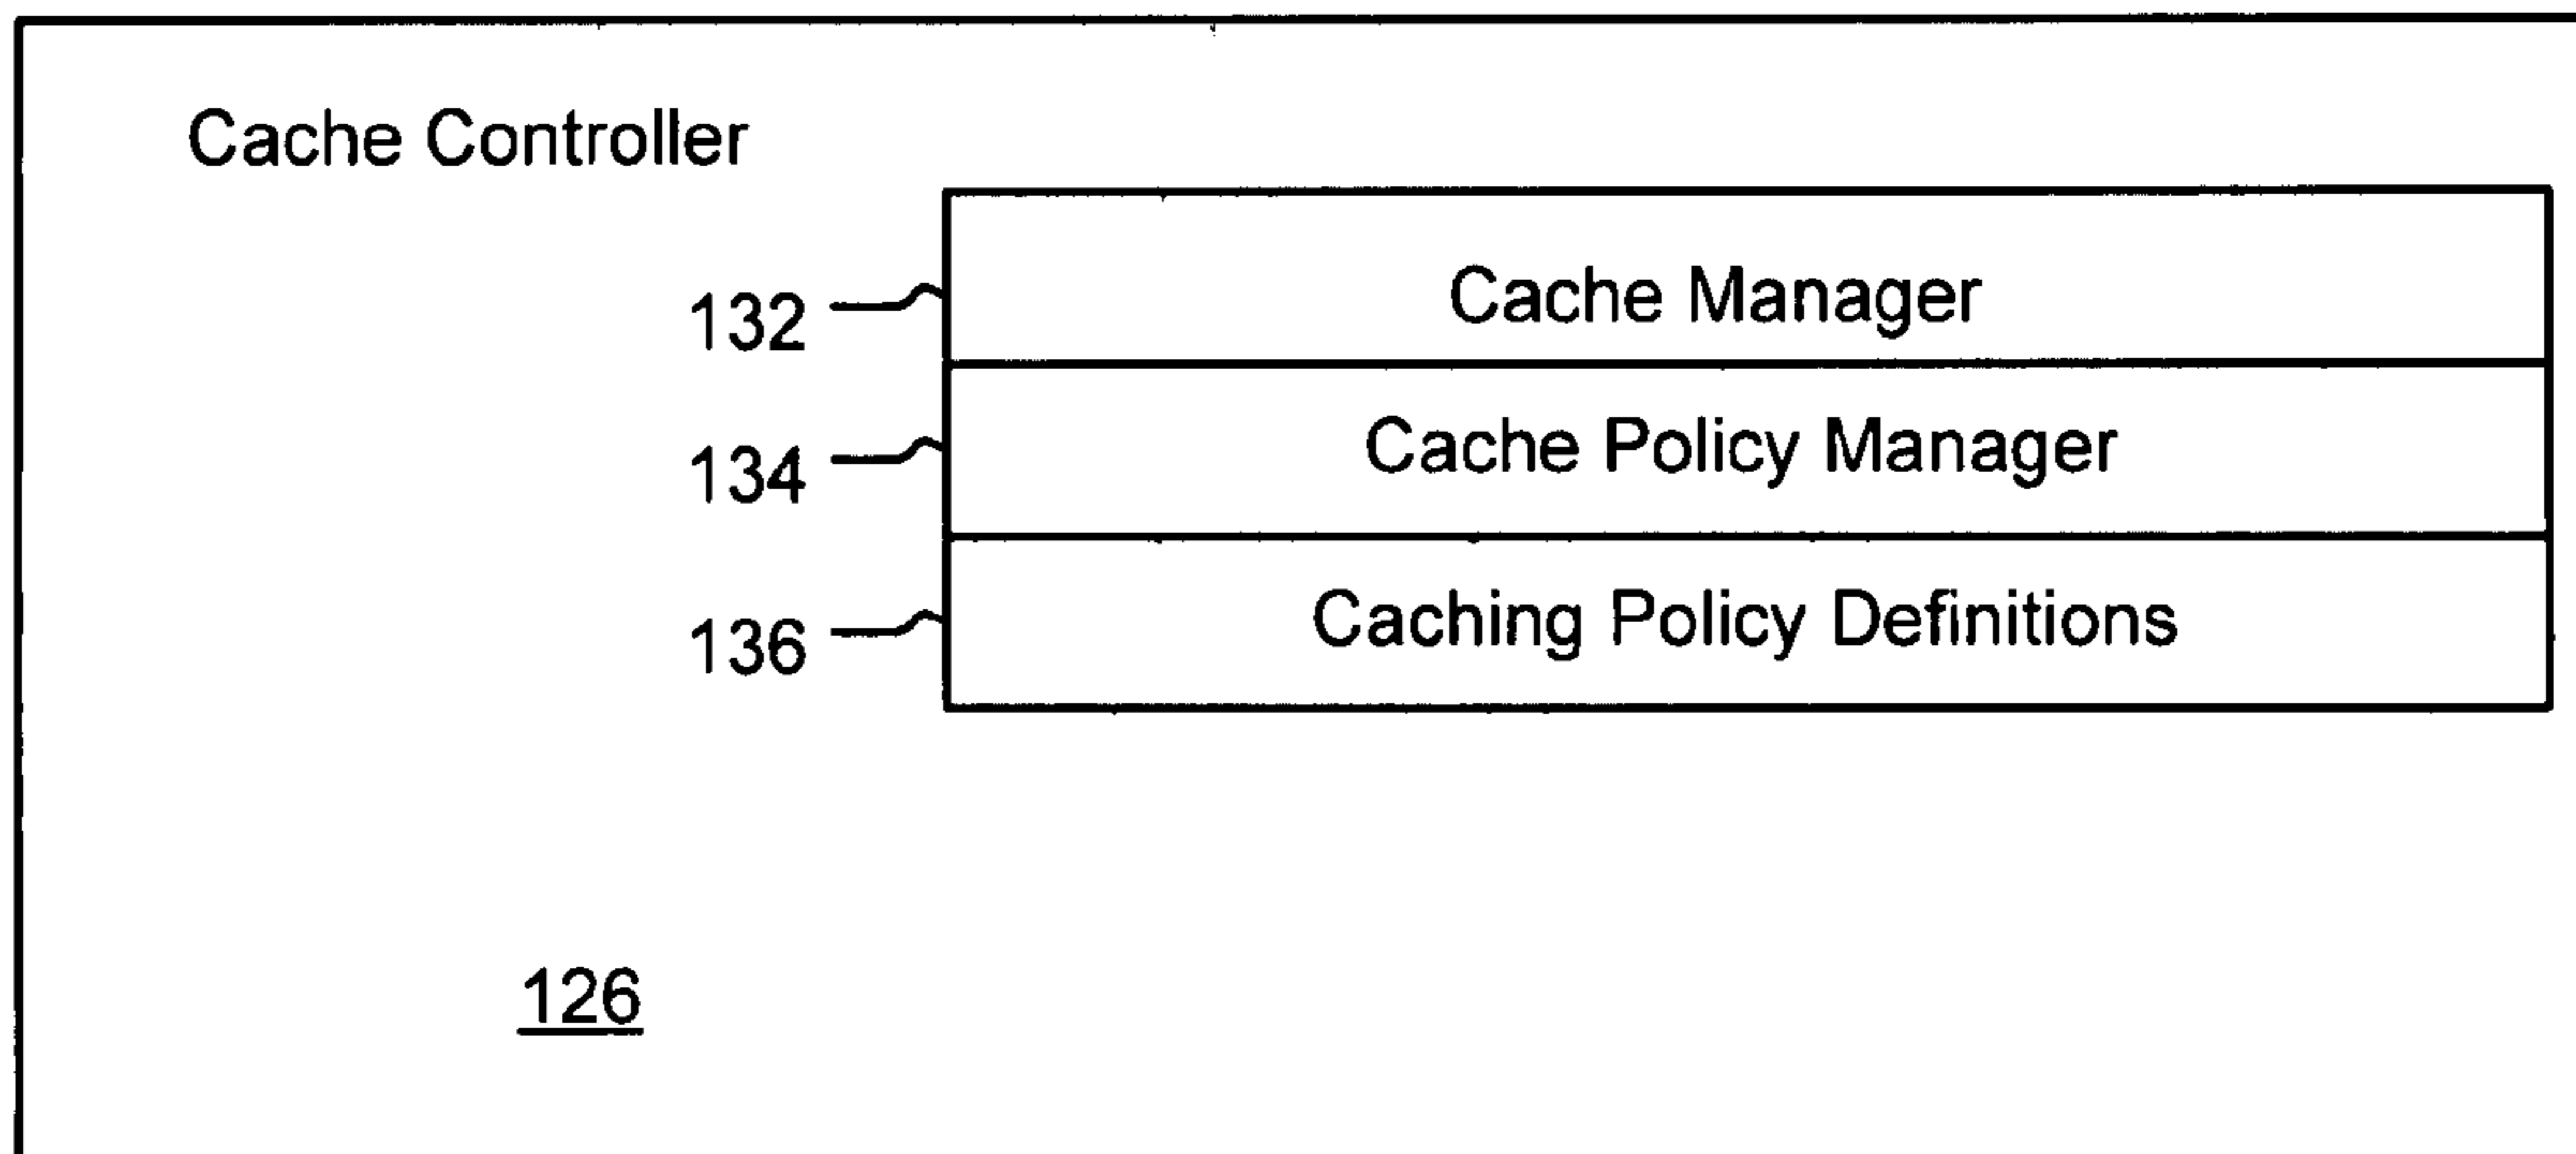 Cache Controller
132 Cache Manager
134 Cache Policy Manager
136 Caching Policy Definitions
126